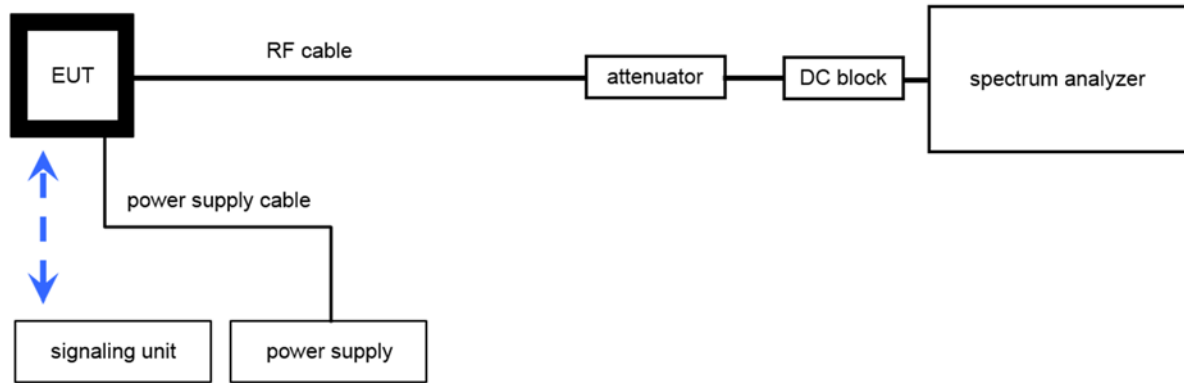 EUT
RF cable
attenuator
DC block
spectrum analyzer
power supply cable
signaling unit
power supply